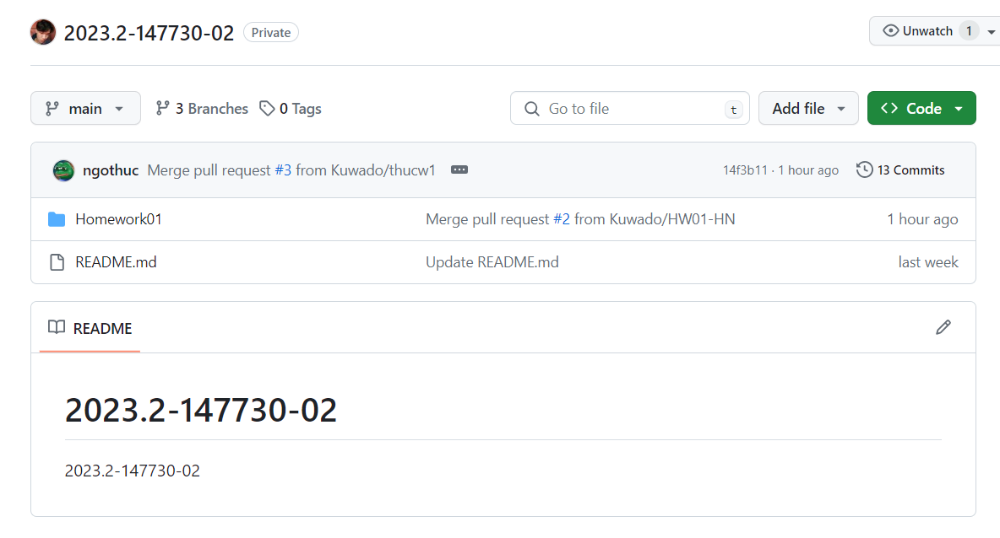 2023.2-147730-02 Private Unwatch 1
main 3 Branches 0 Tags Go to file t Add file <> Code
ngothuc Merge pull request #3 from Kuwado/thucw1 14f3b11 · 1 hour ago 13 Commits
Homework01 Merge pull request #2 from Kuwado/HW01-HN 1 hour ago
README.md Update README.md last week
README
2023.2-147730-02
2023.2-147730-02